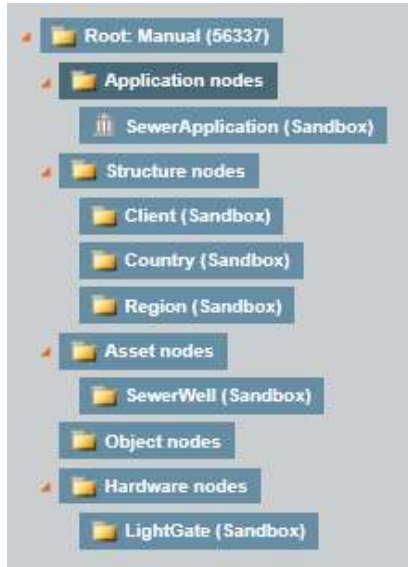 Root: Manual (56337)
Application nodes
SewerApplication (Sandbox)
Structure nodes
Client (Sandbox)
Country (Sandbox)
Region (Sandbox)
Asset nodes
SewerWell (Sandbox)
Object nodes
Hardware nodes
LightGate (Sandbox)